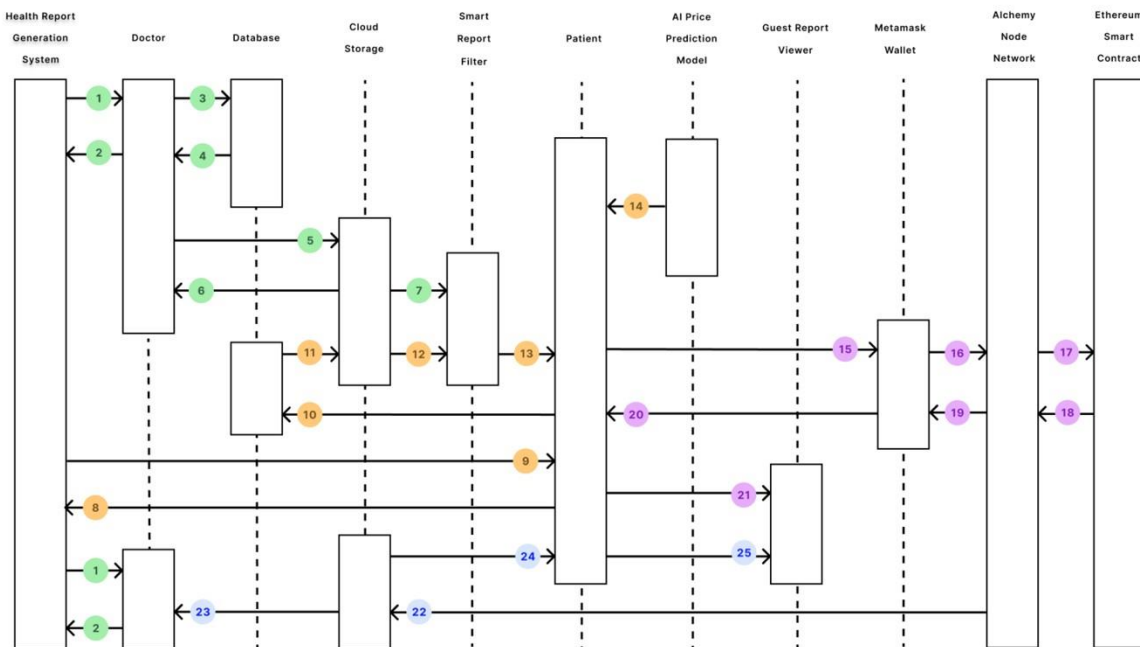 Health Report
Generation
System
Doctor
Database
Cloud
Storage
Smart
Report
Filter
Patient
AI Price
Prediction
Model
Guest Report
Viewer
Metamask
Wallet
Alchemy
Node
Network
Ethereum
Smart
Contract
1
3
2
4
14
5
6
7
11
12
13
15
16
17
10
20
19
18
9
21
8
24
25
1
23
22
2